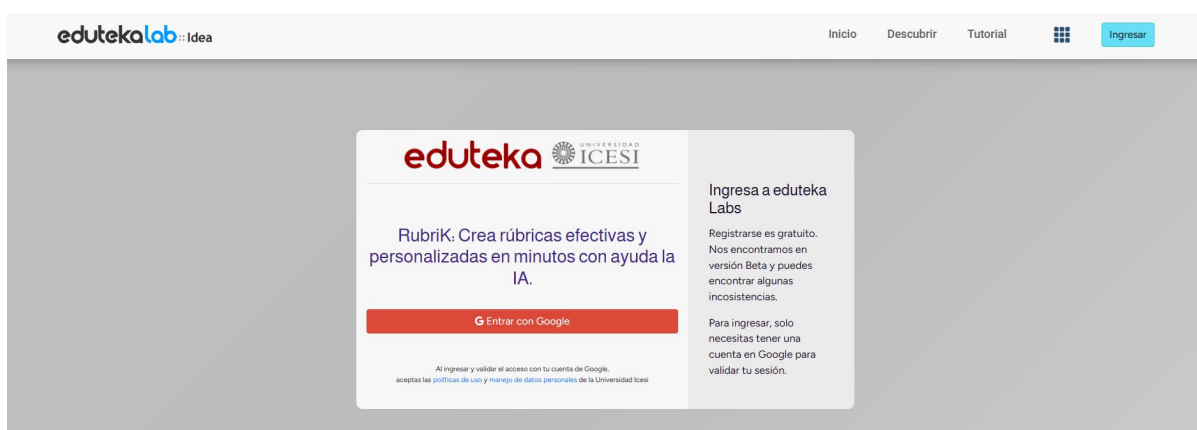 edutekalab :: Idea
Inicio
Descubrir
Tutorial
Ingresar
eduteka
UNIVERSIDAD
ICESI
RubriK: Crea rúbricas efectivas y
personalizadas en minutos con ayuda la
IA.
G Entrar con Google
Al ingresar y validar el acceso con tu cuenta de Google,
aceptas las políticas de uso y manejo de datos personales de la Universidad Icesi
Ingresa a eduteka
Labs
Registrarse es gratuito.
Nos encontramos en
versión Beta y puedes
encontrar algunas
incosistencias.
Para ingresar, solo
necesitas tener una
cuenta en Google para
validar tu sesión.